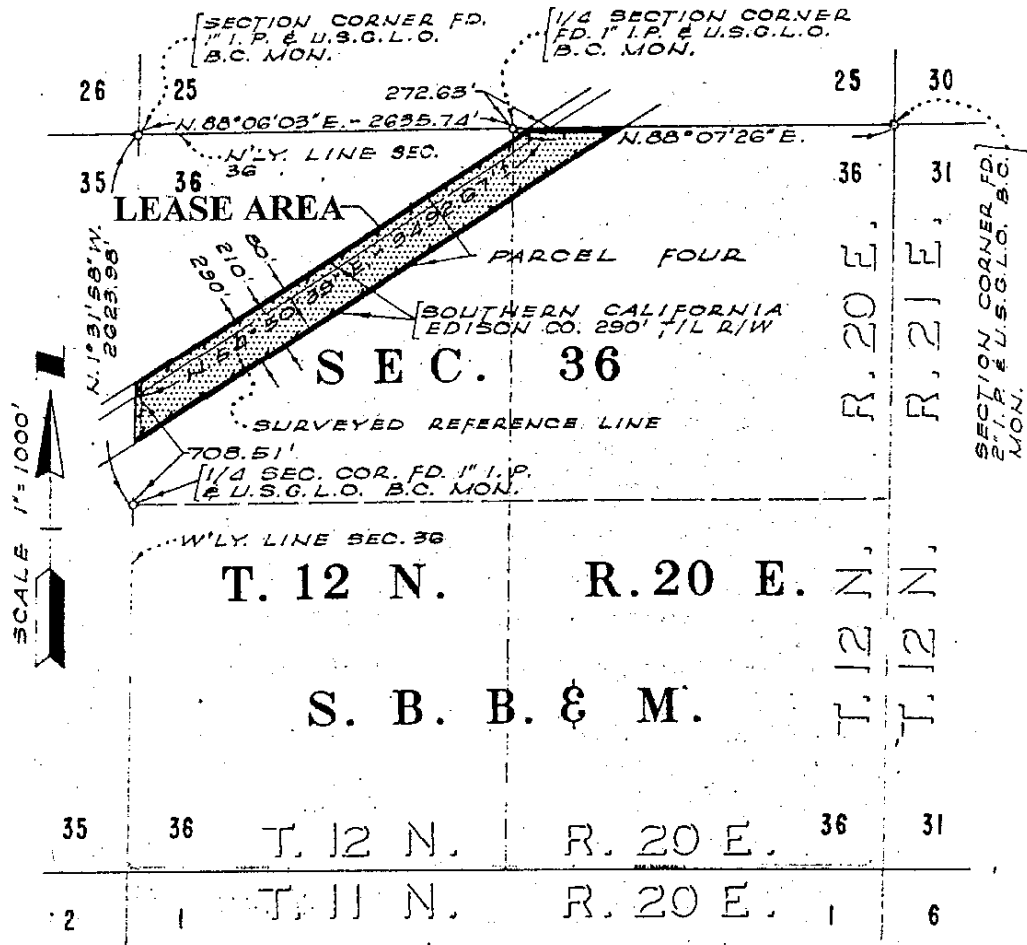 [SECTION CORNER FD.
1" I.P. & U.S.G.L.O.
B.C. MON.
[1/4 SECTION CORNER
FD. 1" I.P. & U.S.G.L.O.
B.C. MON.
26 25
272.63'
25 30
N.88°06'03"E.-2635.74'
N.88°07'26"E.
N'LY. LINE SEC.
36
35 36
36 31
LEASE AREA
N.1°31'58"W.
2623.98'
80'
210'
290'
PARCEL FOUR
[SOUTHERN CALIFORNIA
EDISON CO. 290' T/L R/W
SEC. 36
R. 20 E.
R. 21 E.
SECTION CORNER FD.
2" I.P. & U.S.G.L.O. B.C.
MON.
SURVEYED REFERENCE LINE
708.51'
[1/4 SEC. COR. FD. 1" I.P.
& U.S.G.L.O. B.C. MON.
SCALE 1"=1000'
W'LY. LINE SEC. 36
T. 12 N. R. 20 E.
T. 12 N.
T. 12 N.
S. B. B. & M.
35 36
T. 12 N. R. 20 E.
36 31
T. 11 N. R. 20 E.
2 1
1 6